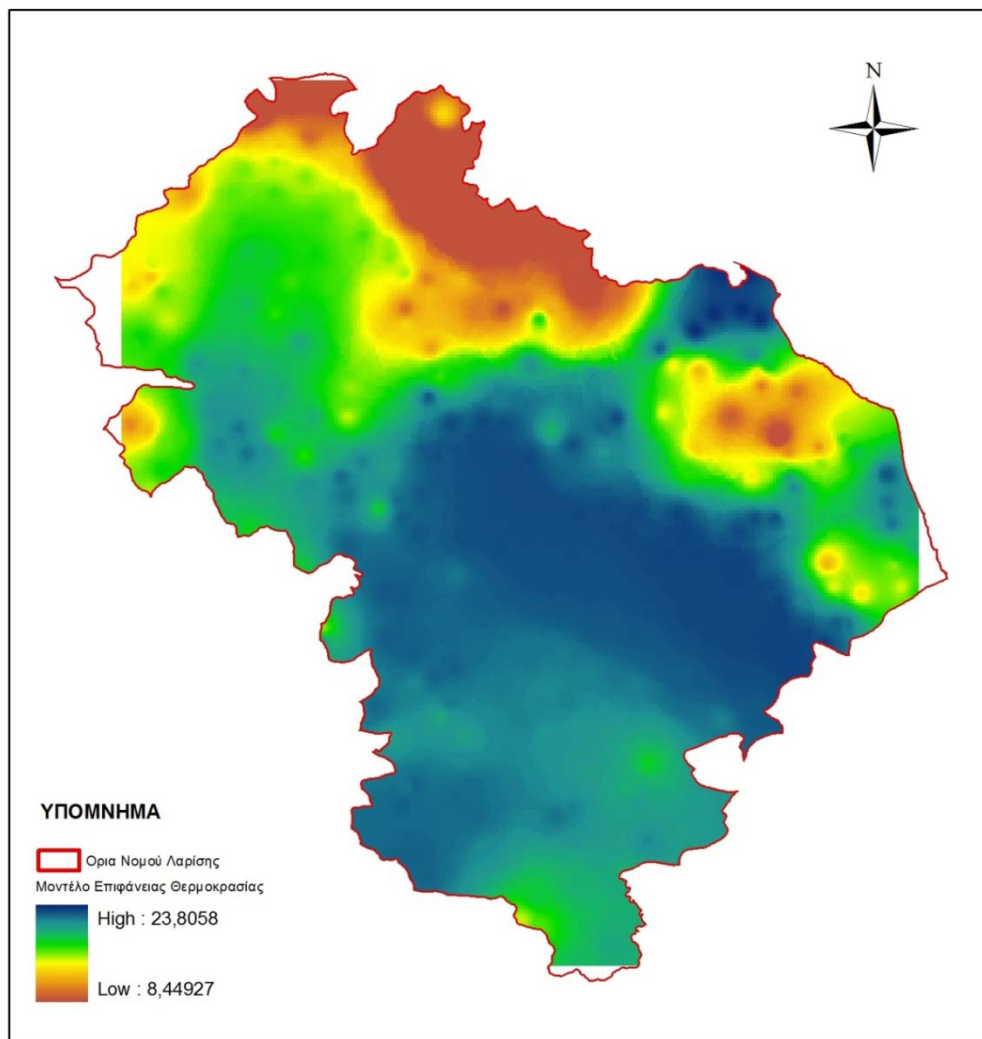 N
ΥΠΟΜΝΗΜΑ
Ορια Νομού Λαρίσης
Μοντέλο Επιφάνειας Θερμοκρασίας
High : 23,8058
Low : 8,44927